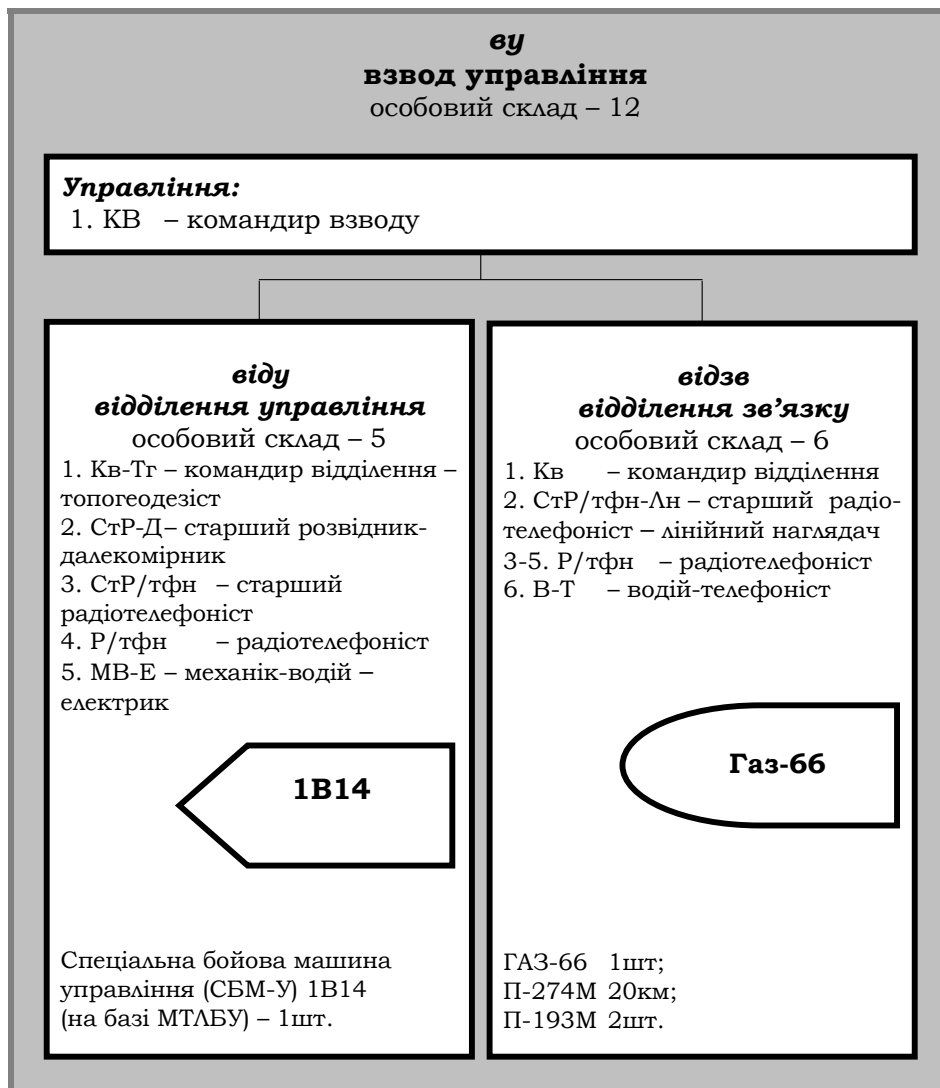 ву
взвод управління
особовий склад – 12
Управління:
1. КВ – командир взводу
віду
відділення управління
особовий склад – 5
1. Кв-Тг – командир відділення –
топогеодезіст
2. СтР-Д– старший розвідник-
далекомірник
3. СтР/тфн – старший
радіотелефоніст
4. Р/тфн – радіотелефоніст
5. МВ-Е – механік-водій –
електрик
1В14
Спеціальна бойова машина
управління (СБМ-У) 1В14
(на базі МТЛБУ) – 1шт.
відзв
відділення зв’язку
особовий склад – 6
1. Кв – командир відділення
2. СтР/тфн-Лн – старший радіо-
телефоніст – лінійний наглядач
3-5. Р/тфн – радіотелефоніст
6. В-Т – водій-телефоніст
Газ-66
ГАЗ-66 1шт;
П-274М 20км;
П-193М 2шт.